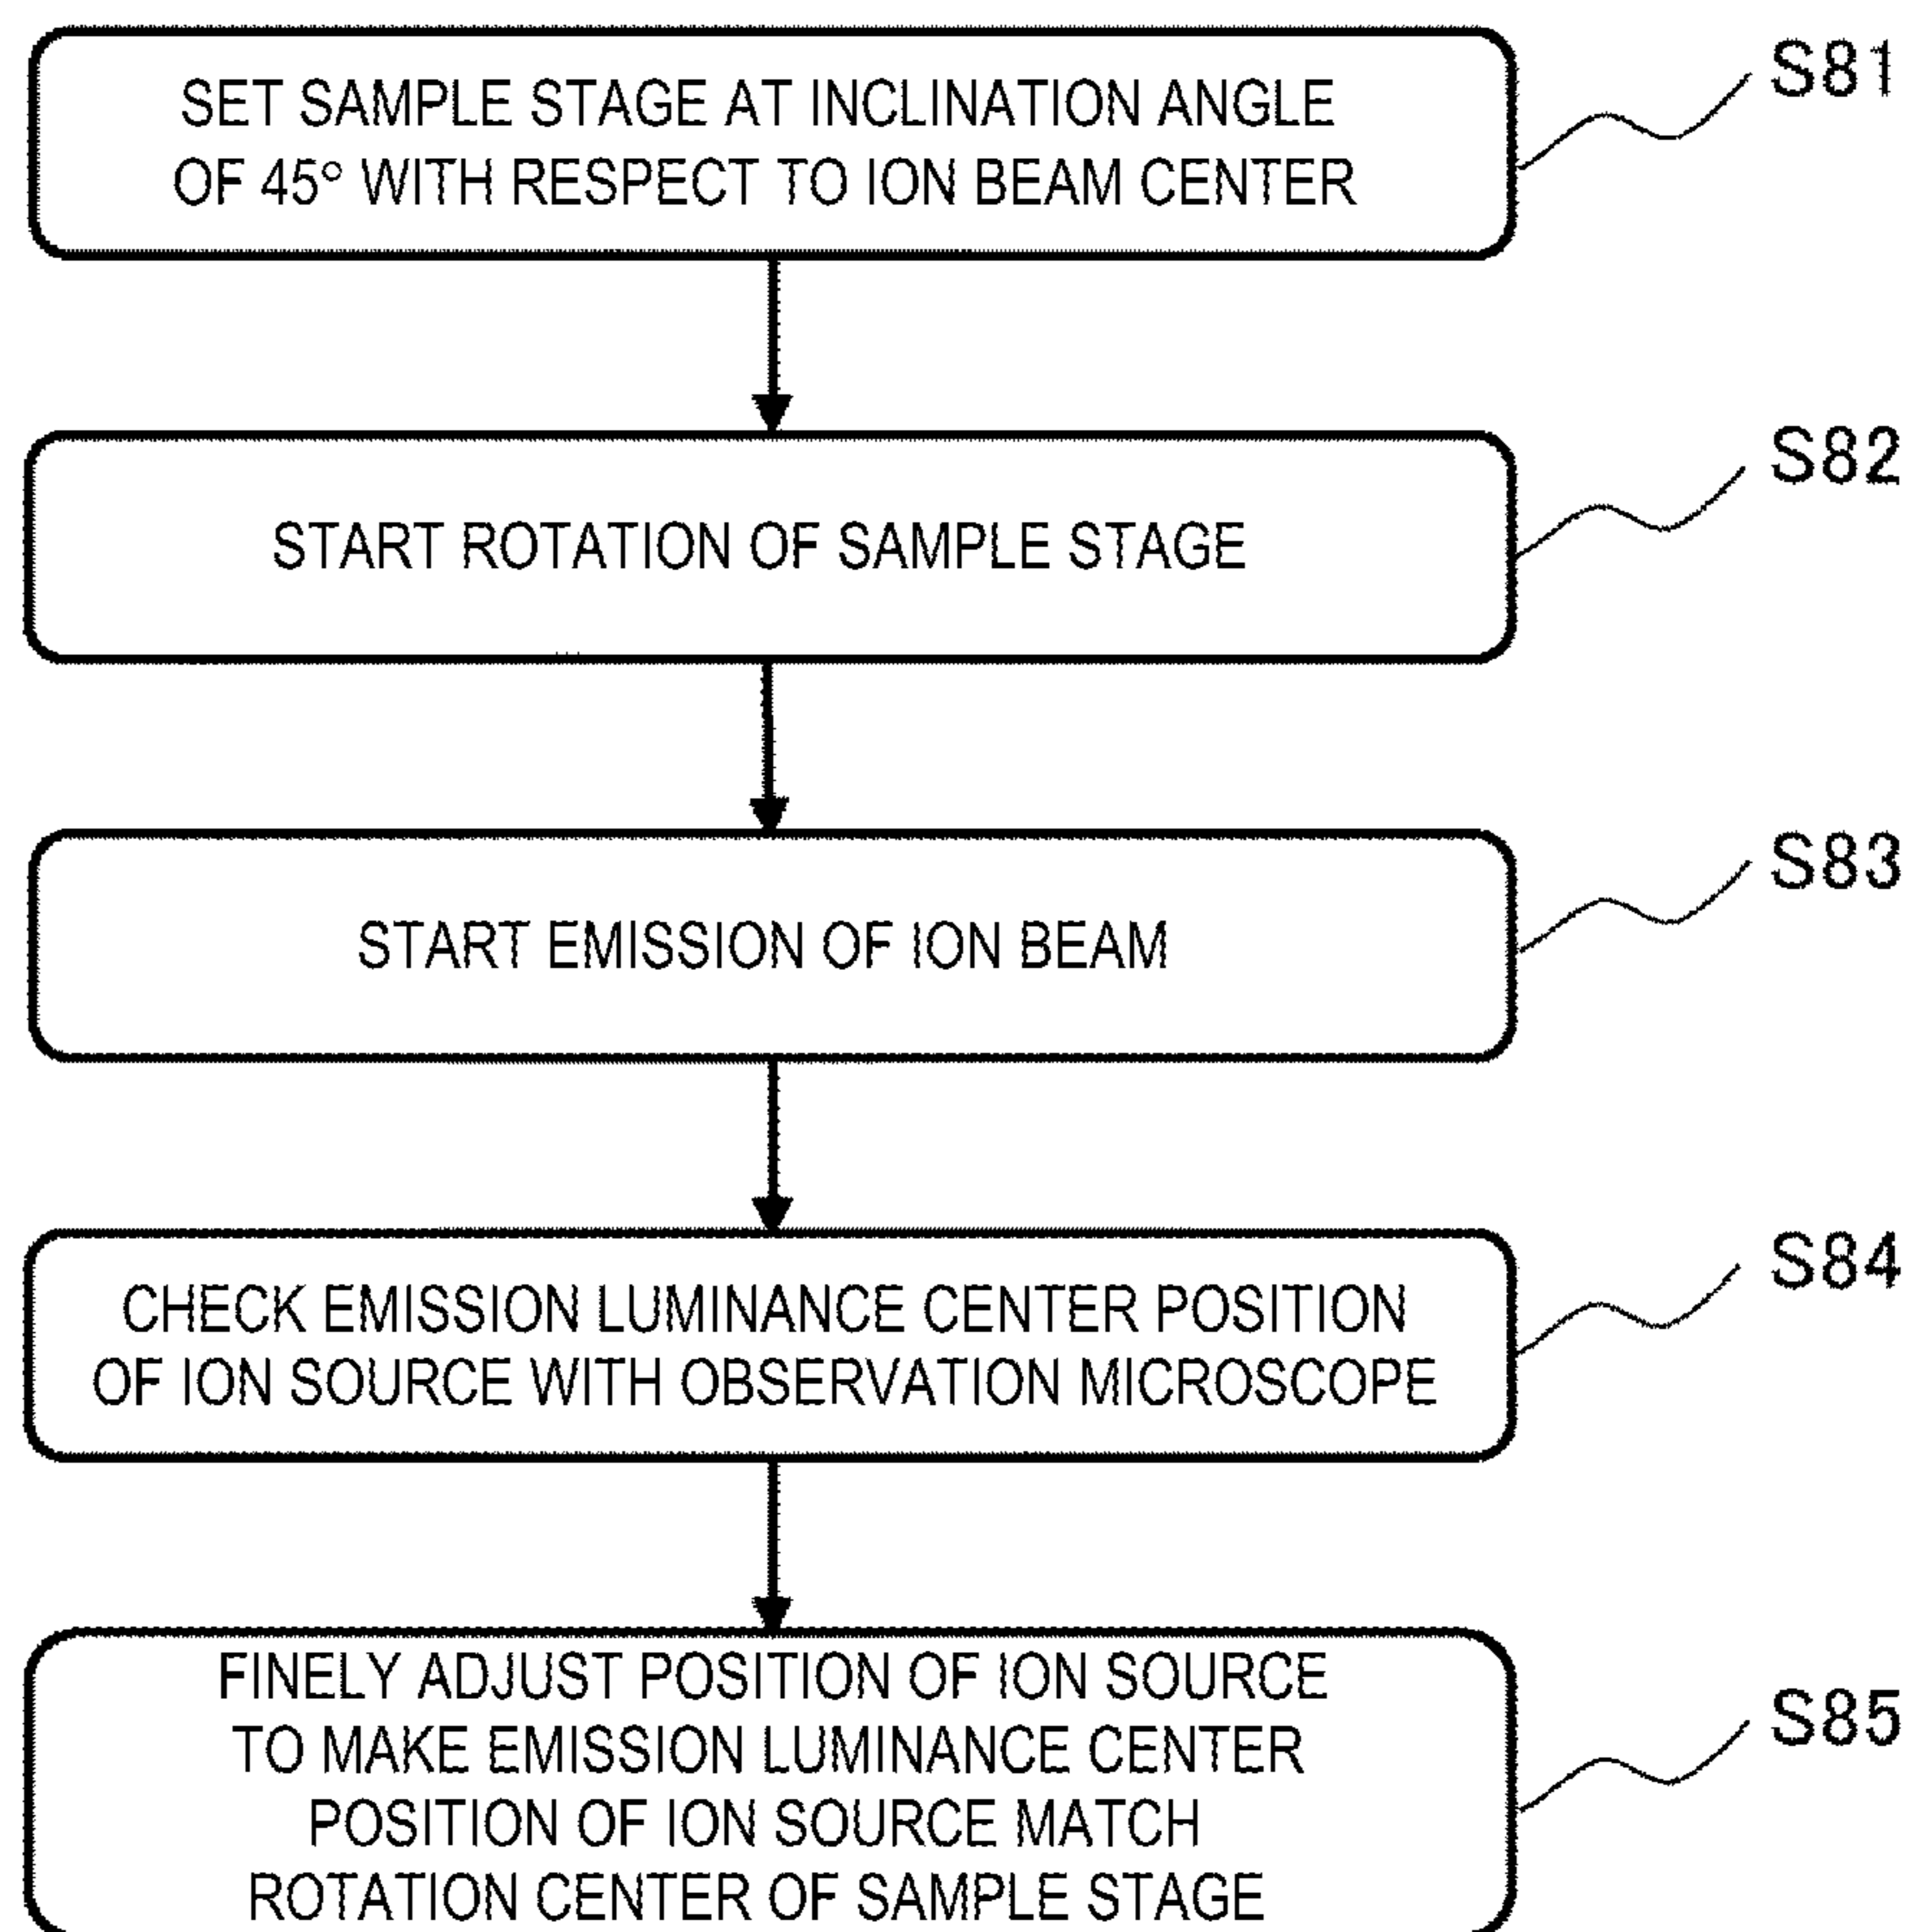 SET SAMPLE STAGE AT INCLINATION ANGLE
OF 45° WITH RESPECT TO ION BEAM CENTER
S81
START ROTATION OF SAMPLE STAGE
S82
START EMISSION OF ION BEAM
S83
CHECK EMISSION LUMINANCE CENTER POSITION
OF ION SOURCE WITH OBSERVATION MICROSCOPE
S84
FINELY ADJUST POSITION OF ION SOURCE
TO MAKE EMISSION LUMINANCE CENTER
POSITION OF ION SOURCE MATCH
ROTATION CENTER OF SAMPLE STAGE
S85